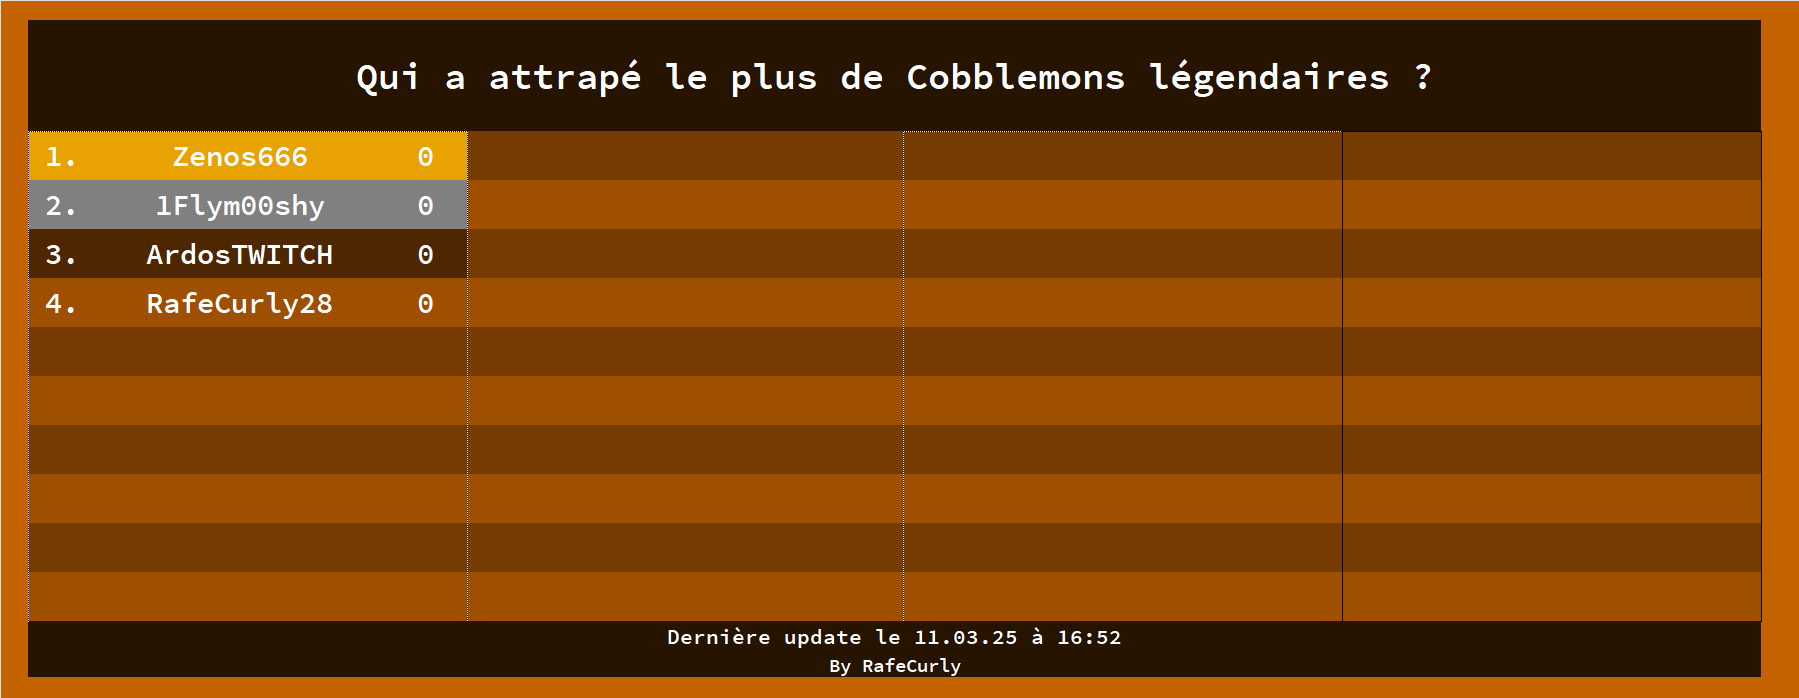 Qui a attrapé le plus de Cobblemons légendaires ?
1. Zenos666 0
2. 1Flym00shy 0
3. ArdosTWITCH 0
4. RafeCurly28 0
Dernière update le 11.03.25 à 16:52
By RafeCurly